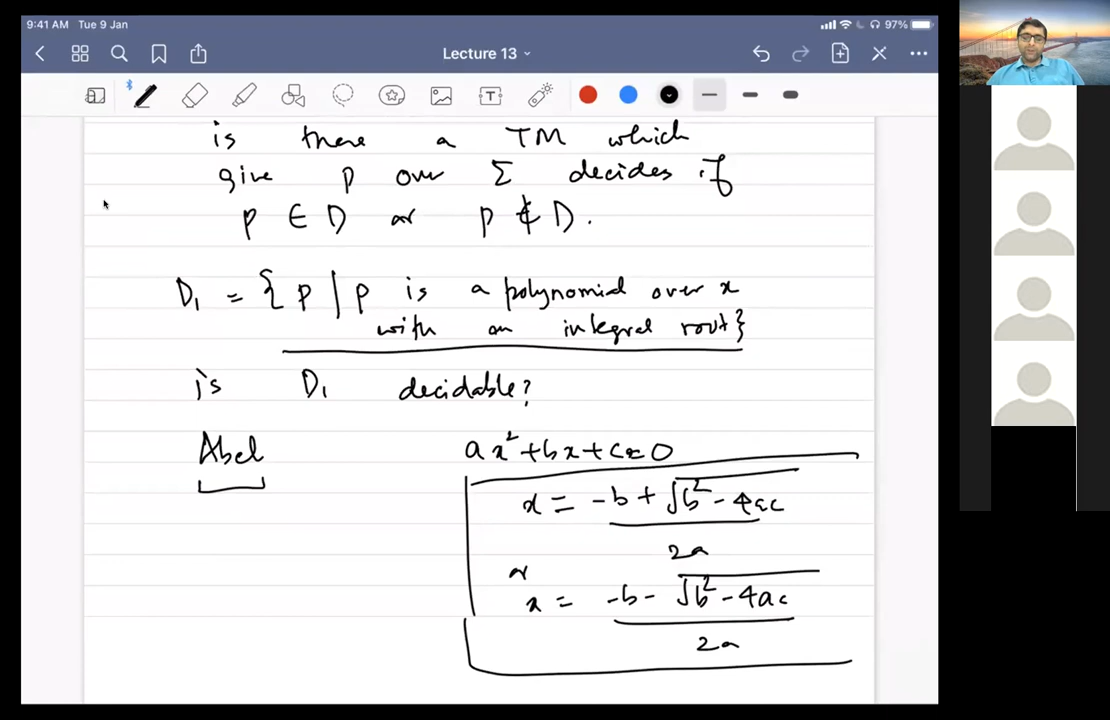 9:41 AM Tue 9 Jan
97%
Lecture 13
is there a TM which
give p over Σ decides if
p ∈ D or p ∉ D.
D₁ = { p | p is a polynomial over x
with an integral root}
is D₁ decidable?
Abel
ax² + bx + c = 0
x = -b + √b² - 4ac
2a
or
x = -b - √b² - 4ac
2a